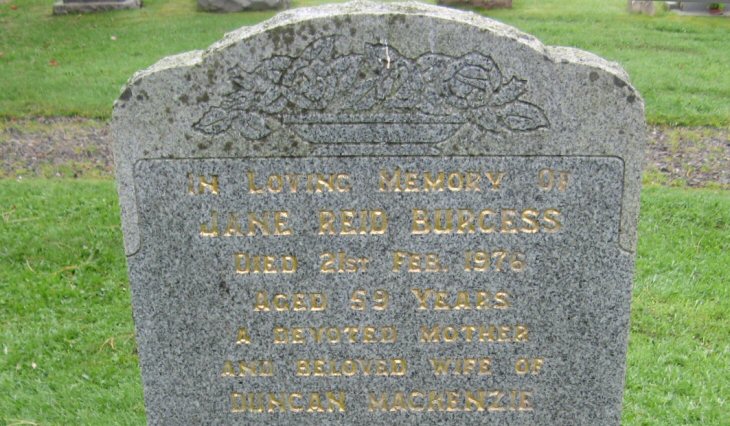 IN LOVING MEMORY OF
JANE REID BURGESS
DIED 21ST FEB. 1976
AGED 59 YEARS
A DEVOTED MOTHER
AND BELOVED WIFE OF
DUNCAN MACKENZIE